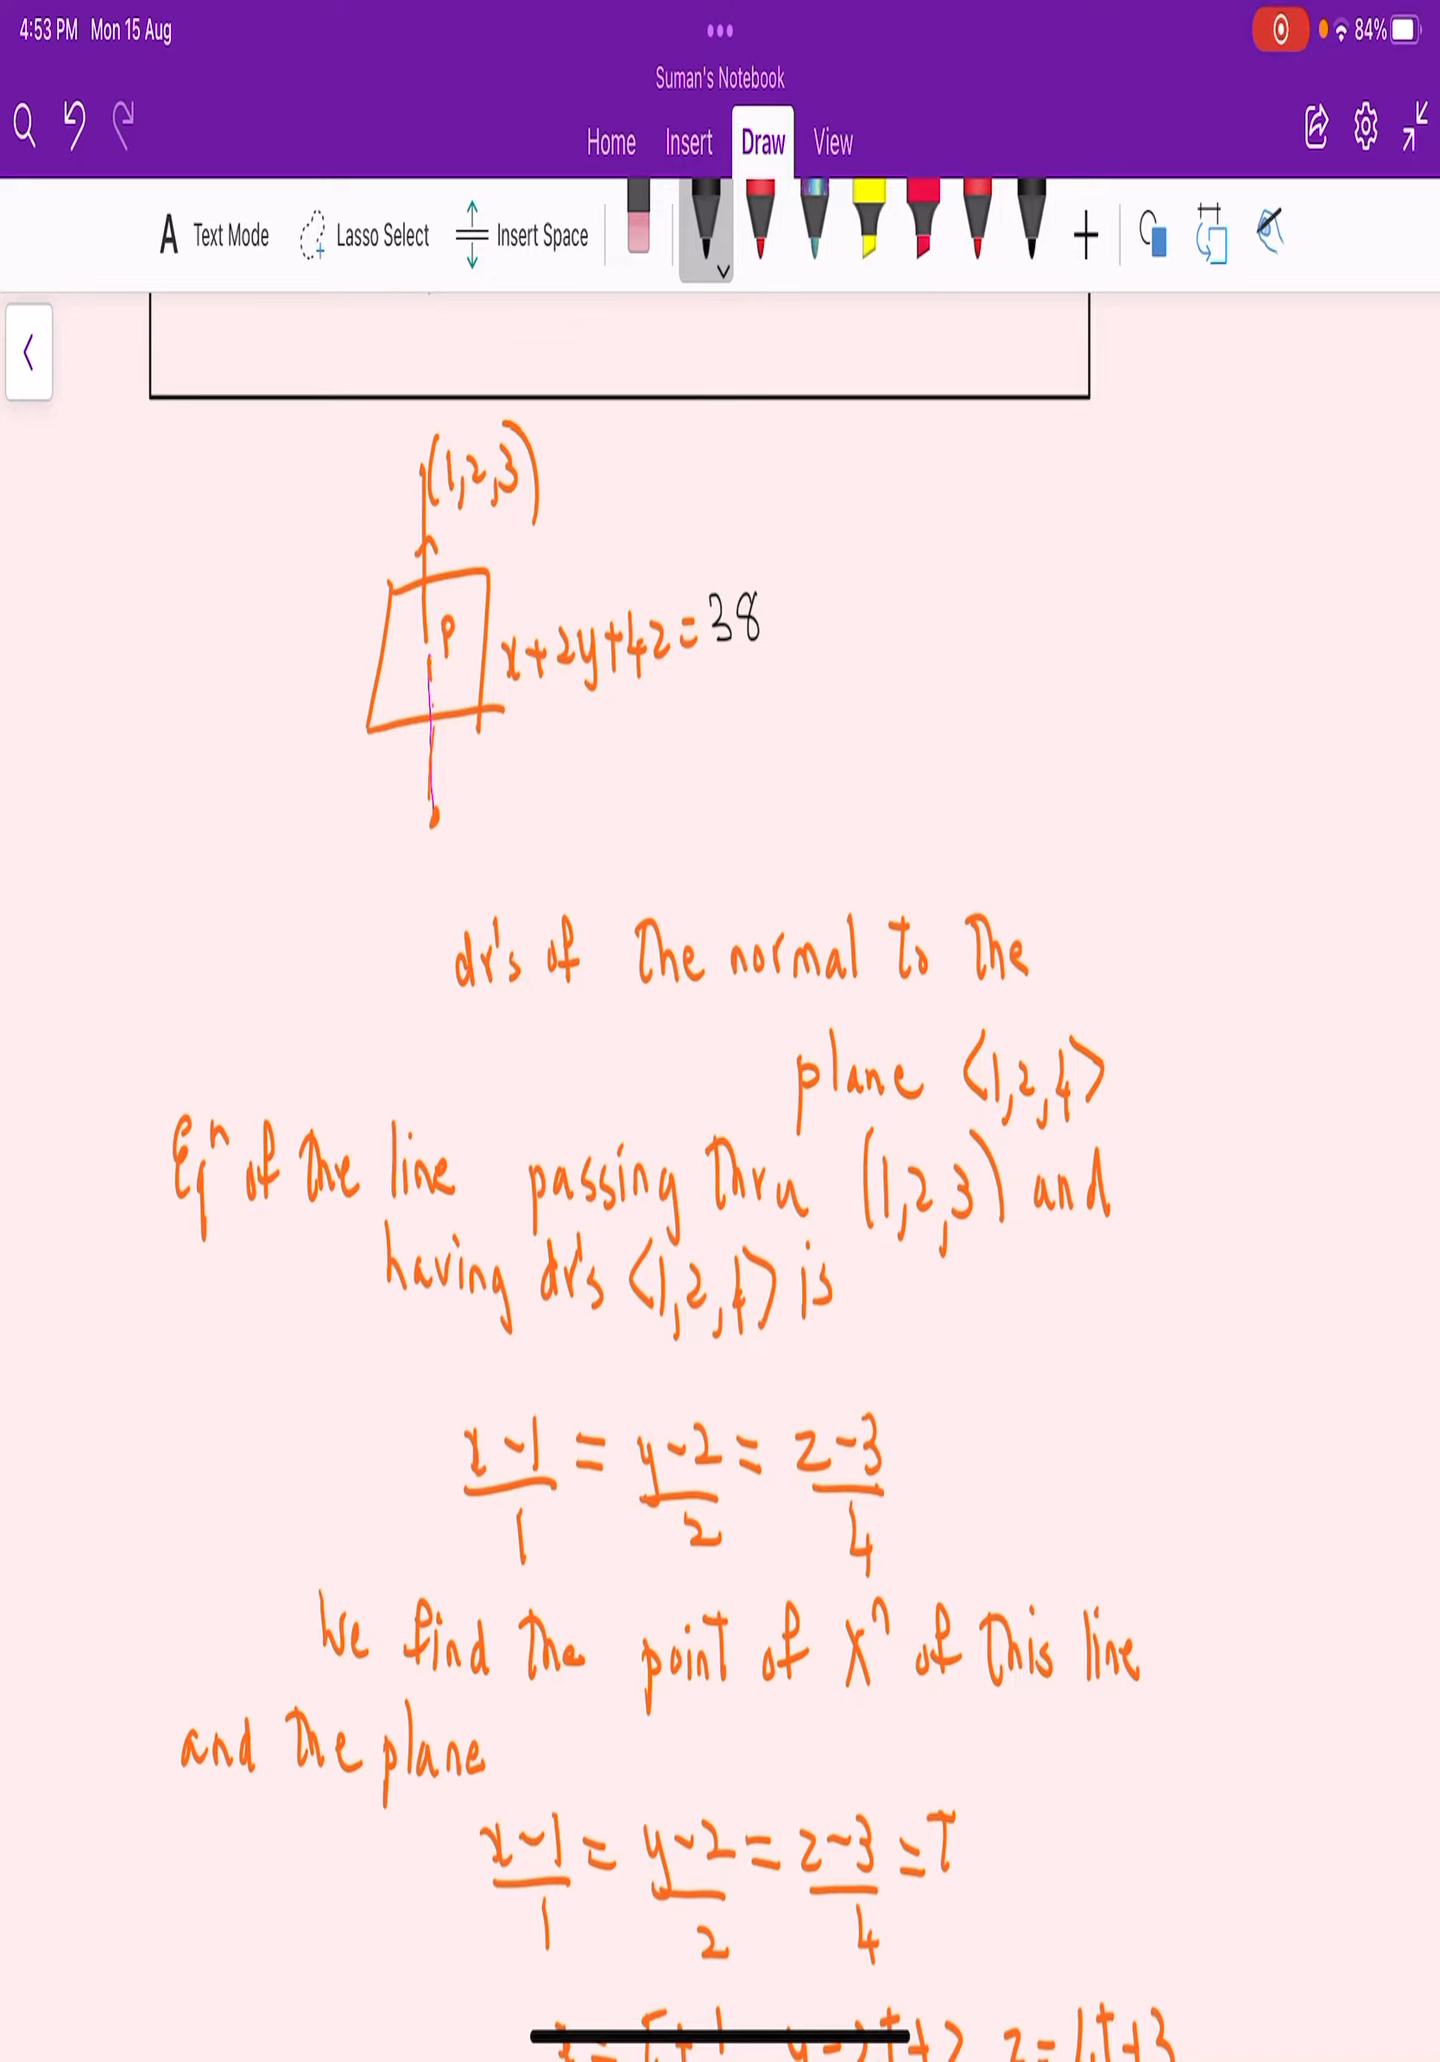 4:53 PM Mon 15 Aug
84%
Suman's Notebook
Home Insert Draw View
A Text Mode Lasso Select Insert Space
(1,2,3)
P
x+2y+4z=38
dr's of the normal to the
plane <1,2,4>
Eqⁿ of the line passing thru (1,2,3) and
having dr's <1,2,4> is
x-1 = y-2 = z-3
1 2 4
We find the point of Xⁿ of this line
and the plane
x-1 = y-2 = z-3 = T
1 2 4
z=4T+3